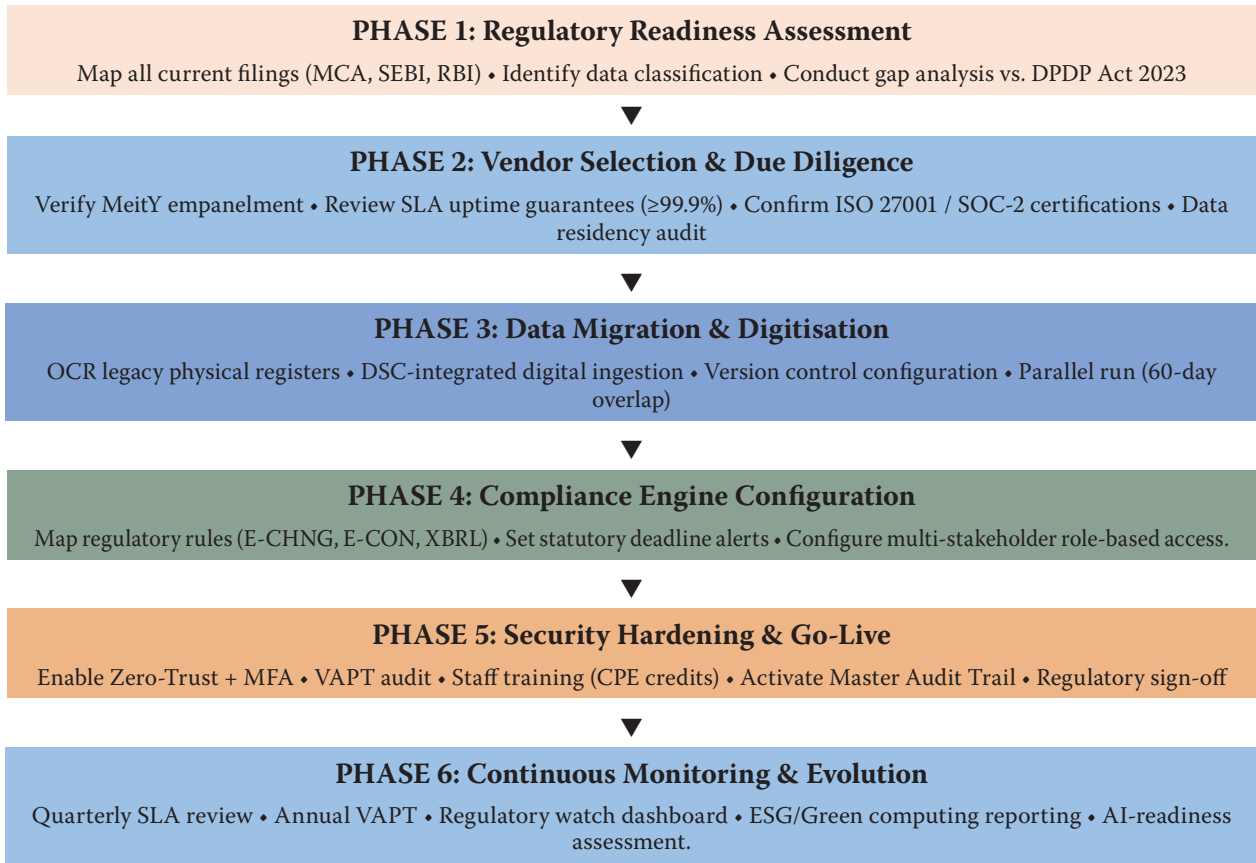 PHASE 1: Regulatory Readiness Assessment
Map all current filings (MCA, SEBI, RBI) • Identify data classification • Conduct gap analysis vs. DPDP Act 2023
PHASE 2: Vendor Selection & Due Diligence
Verify MeitY empanelment • Review SLA uptime guarantees (≥99.9%) • Confirm ISO 27001 / SOC-2 certifications • Data
residency audit
PHASE 3: Data Migration & Digitisation
OCR legacy physical registers • DSC-integrated digital ingestion • Version control configuration • Parallel run (60-day
overlap)
PHASE 4: Compliance Engine Configuration
Map regulatory rules (E-CHNG, E-CON, XBRL) • Set statutory deadline alerts • Configure multi-stakeholder role-based access.
PHASE 5: Security Hardening & Go-Live
Enable Zero-Trust + MFA • VAPT audit • Staff training (CPE credits) • Activate Master Audit Trail • Regulatory sign-off
PHASE 6: Continuous Monitoring & Evolution
Quarterly SLA review • Annual VAPT • Regulatory watch dashboard • ESG/Green computing reporting • AI-readiness
assessment.